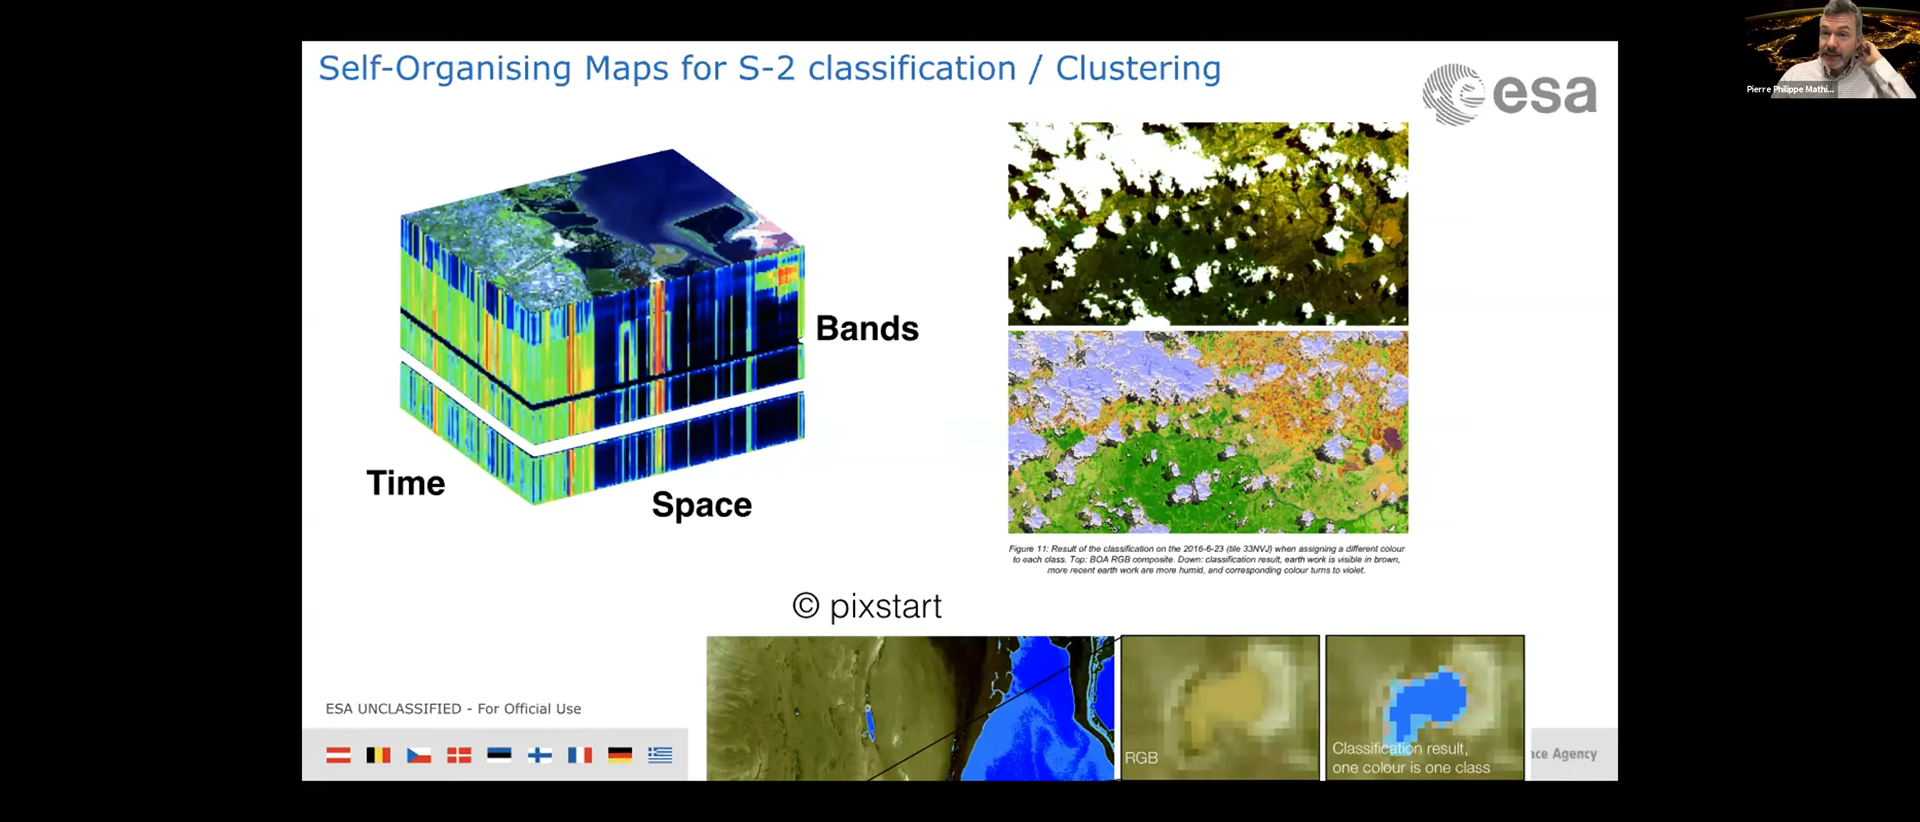 Self-Organising Maps for S-2 classification / Clustering
esa
Pierre Philippe Mathi...
Bands
Time
Space
Figure 11: Result of the classification on the 2016-6-23 (tile 33NVJ) when assigning a different colour
to each class. Top: BOA RGB composite. Down: classification result, earth work is visible in brown,
more recent earth work are more humid, and corresponding colour turns to violet.
© pixstart
ESA UNCLASSIFIED - For Official Use
RGB
Classification result,
one colour is one class
ace Agency